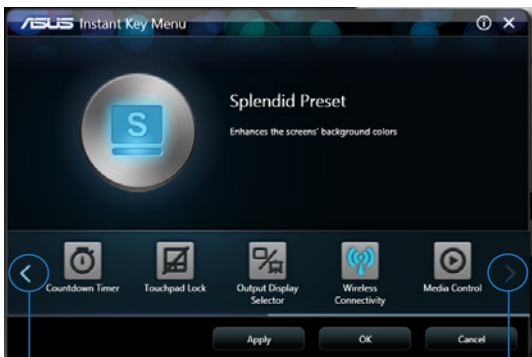 ASUS Instant Key Menu
S
Splendid Preset
Enhances the screens' background colors
Countdown Timer
Touchpad Lock
Output Display
Selector
Wireless
Connectivity
Media Control
Apply
OK
Cancel